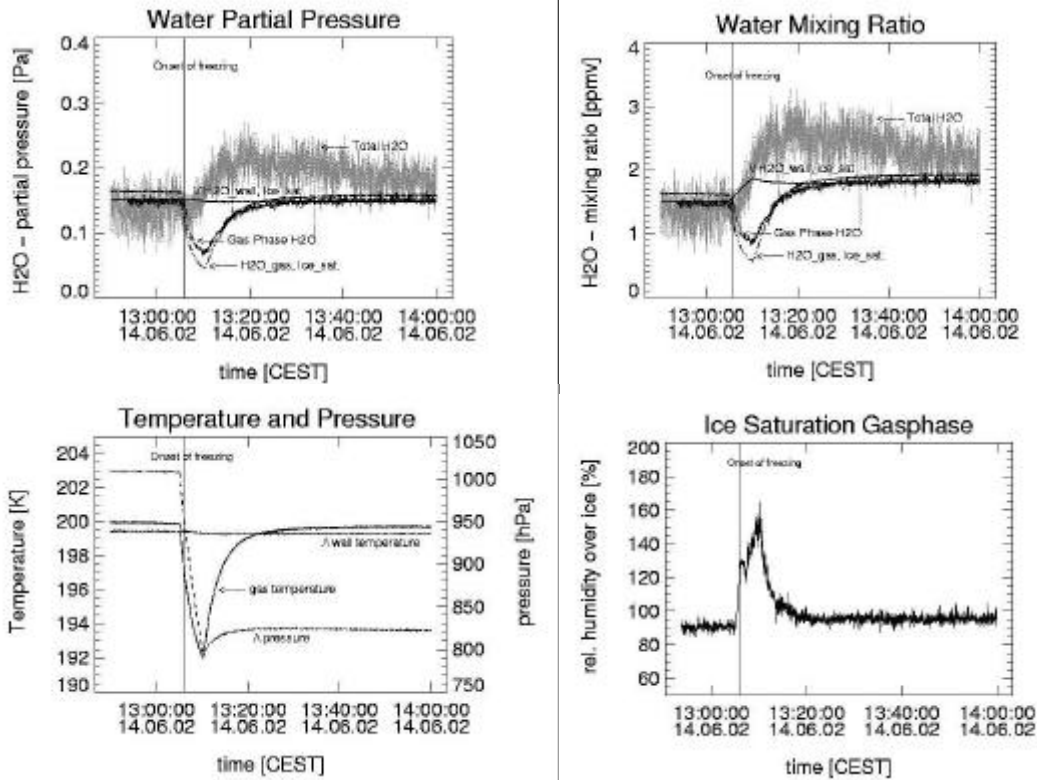 Water Partial Pressure
H2O – partial pressure [Pa]
0.4
0.3
0.2
0.1
0.0
Onset of freezing
Total H2O
H2O_wall, Ice_sat.
Gas Phase H2O
H2O_gas, Ice_sat.
13:00:00 13:20:00 13:40:00 14:00:00
14.06.02 14.06.02 14.06.02 14.06.02
time [CEST]
Water Mixing Ratio
H2O – mixing ratio [ppmv]
4
3
2
1
0
Onset of freezing
Total H2O
H2O_wall, Ice_sat.
Gas Phase H2O
H2O_gas, Ice_sat.
13:00:00 13:20:00 13:40:00 14:00:00
14.06.02 14.06.02 14.06.02 14.06.02
time [CEST]
Temperature and Pressure
Temperature [K]
204
202
200
198
196
194
192
190
Onset of freezing
wall temperature
gas temperature
pressure
1050
1000
950
900
850
800
750
pressure [hPa]
13:00:00 13:20:00 13:40:00 14:00:00
14.06.02 14.06.02 14.06.02 14.06.02
time [CEST]
Ice Saturation Gasphase
rel. humidity over ice [%]
200
180
160
140
120
100
80
60
Onset of freezing
13:00:00 13:20:00 13:40:00 14:00:00
14.06.02 14.06.02 14.06.02 14.06.02
time [CEST]